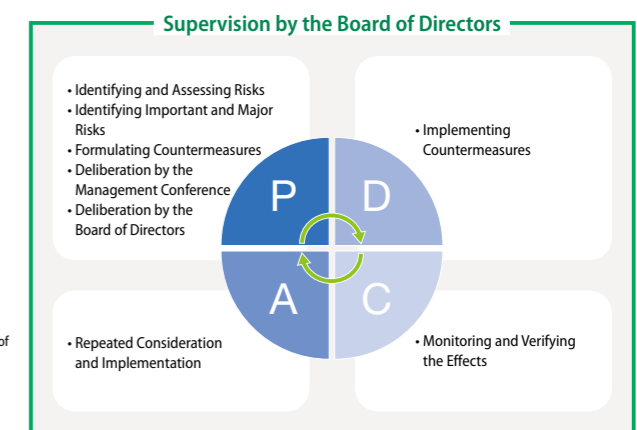 Supervision by the Board of Directors
• Identifying and Assessing Risks
• Identifying Important and Major
Risks
• Formulating Countermeasures
• Deliberation by the
Management Conference
• Deliberation by the
Board of Directors
• Implementing
Countermeasures
P
D
A
C
of
• Repeated Consideration
and Implementation
• Monitoring and Verifying
the Effects